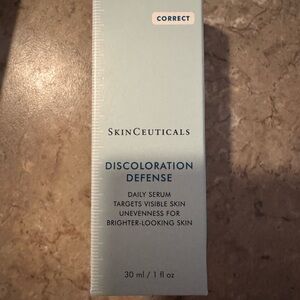 CORRECT
SKINCEUTICALS
DISCOLORATION
DEFENSE
DAILY SERUM
TARGETS VISIBLE SKIN
UNEVENNESS FOR
BRIGHTER-LOOKING SKIN
30 ml / 1 fl oz